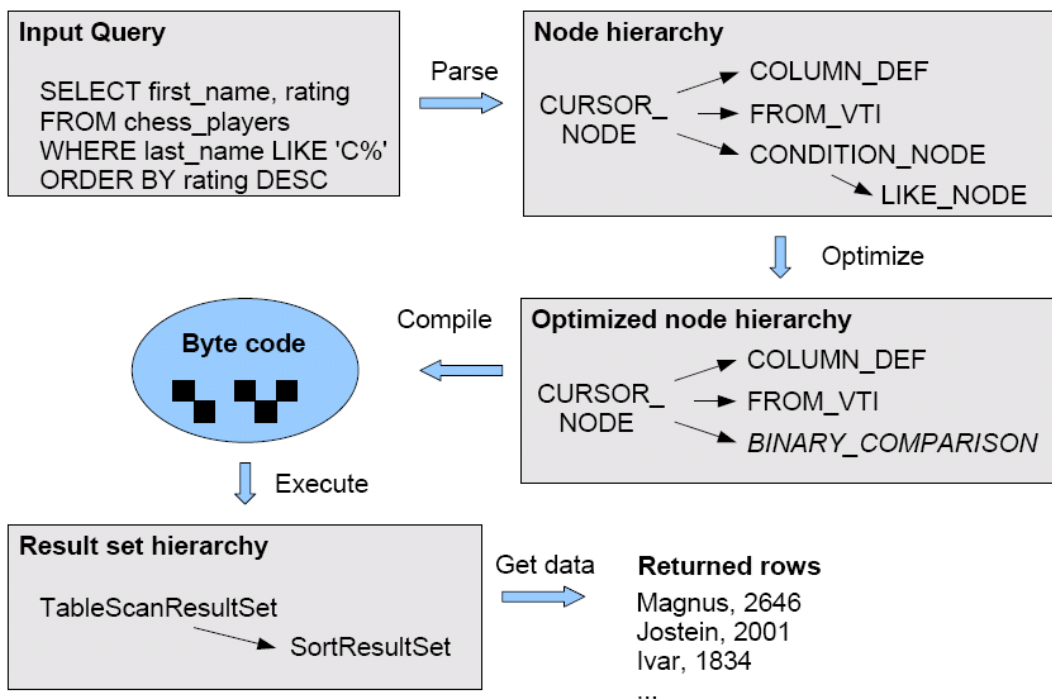 Input Query
SELECT first_name, rating
FROM chess_players
WHERE last_name LIKE 'C%'
ORDER BY rating DESC
Parse
Node hierarchy
CURSOR_
NODE
COLUMN_DEF
FROM_VTI
CONDITION_NODE
LIKE_NODE
Optimize
Optimized node hierarchy
CURSOR_
NODE
COLUMN_DEF
FROM_VTI
BINARY_COMPARISON
Compile
Byte code
Execute
Result set hierarchy
TableScanResultSet
SortResultSet
Get data
Returned rows
Magnus, 2646
Jostein, 2001
Ivar, 1834
...